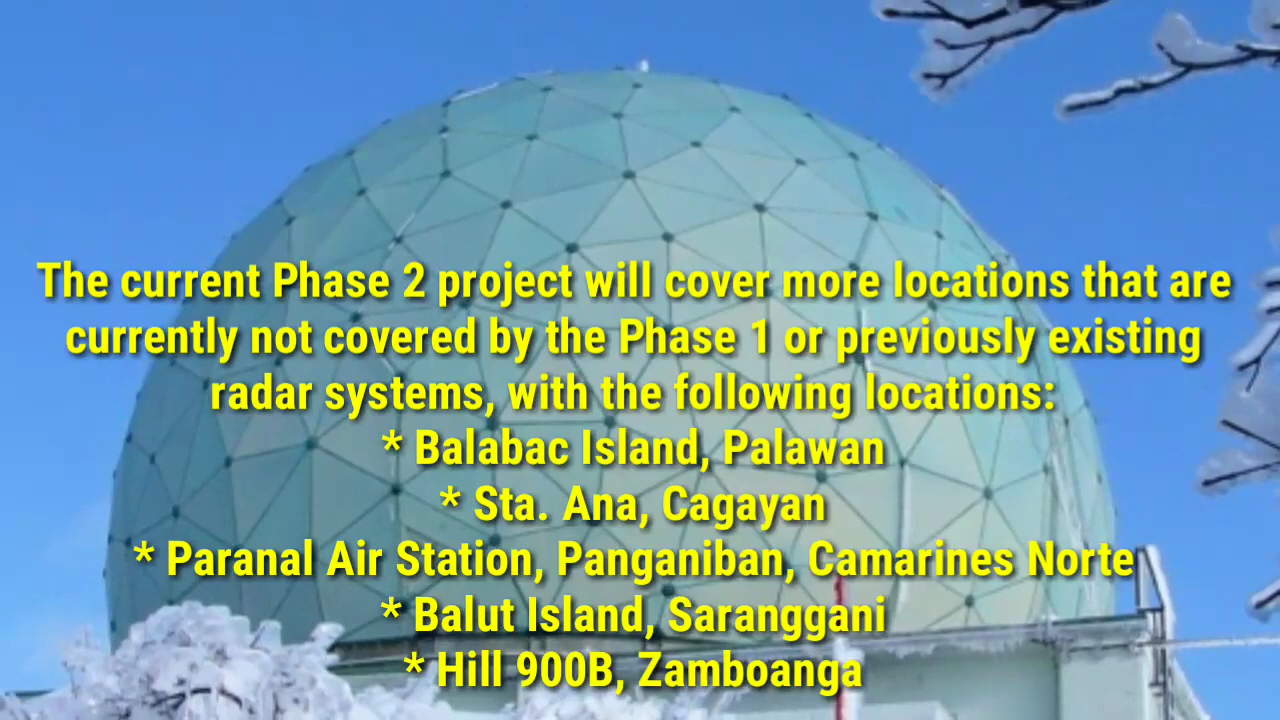 The current Phase 2 project will cover more locations that are
currently not covered by the Phase 1 or previously existing
radar systems, with the following locations:
* Balabac Island, Palawan
* Sta. Ana, Cagayan
* Paranal Air Station, Panganiban, Camarines Norte
* Balut Island, Saranggani
* Hill 900B, Zamboanga